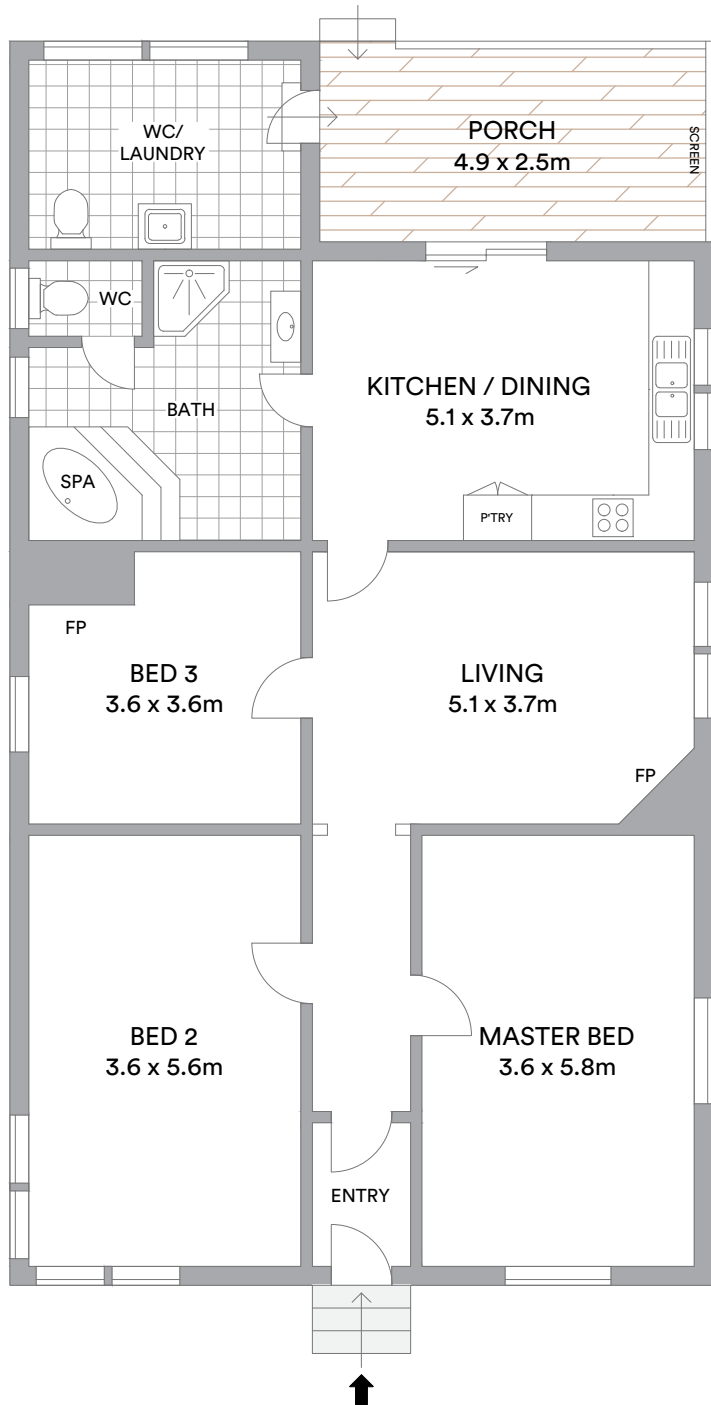 WC/
LAUNDRY
PORCH
4.9 x 2.5m
SCREEN
WC
BATH
KITCHEN / DINING
5.1 x 3.7m
SPA
P'TRY
FP
BED 3
3.6 x 3.6m
LIVING
5.1 x 3.7m
FP
BED 2
3.6 x 5.6m
MASTER BED
3.6 x 5.8m
ENTRY